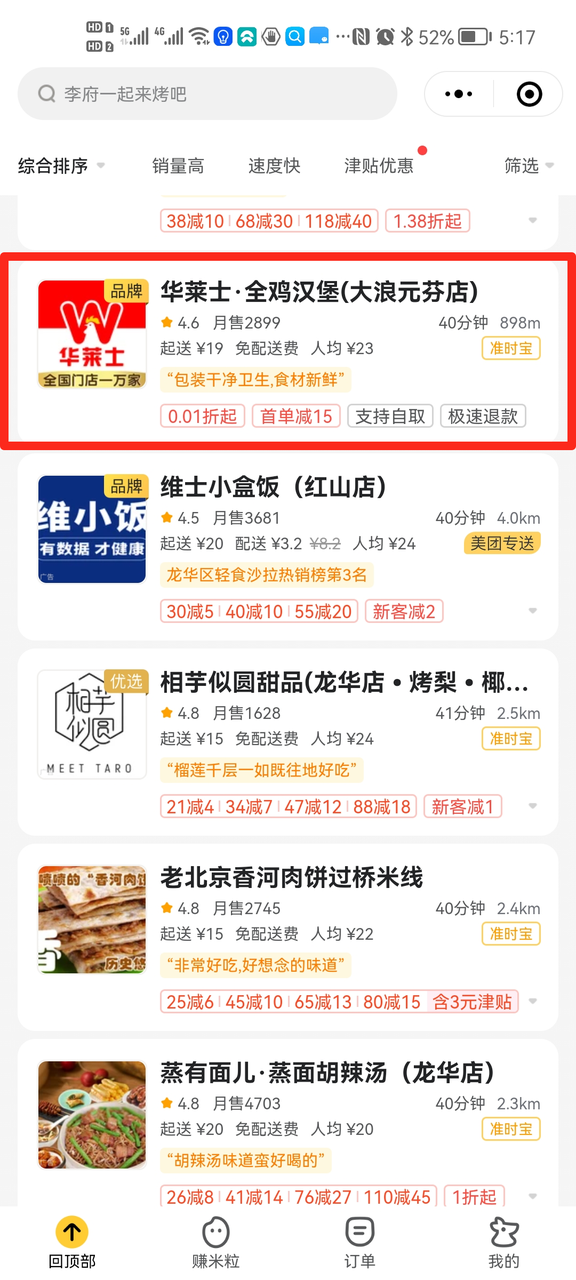 HD 1 5G 4G 52% 5:17
HD 2
李府一起来烤吧
综合排序 销量高 速度快 津贴优惠 筛选
38减10 68减30 118减40 1.38折起
品牌
华莱士
全国门店一万家
华莱士·全鸡汉堡(大浪元芬店)
4.6 月售2899 40分钟 898m
起送 ¥19 免配送费 人均 ¥23 准时宝
“包装干净卫生,食材新鲜”
0.01折起 首单减15 支持自取 极速退款
品牌
维小饭
有数据 才健康
广告
维士小盒饭（红山店）
4.5 月售3681 40分钟 4.0km
起送 ¥20 配送 ¥3.2 ¥8.2 人均 ¥24 美团专送
龙华区轻食沙拉热销榜第3名
30减5 40减10 55减20 新客减2
优选
相芋似圆
MEET TARO
相芋似圆甜品(龙华店•烤梨•椰...
4.8 月售1628 41分钟 2.5km
起送 ¥15 免配送费 人均 ¥24 准时宝
“榴莲千层一如既往地好吃”
21减4 34减7 47减12 88减18 新客减1
喷喷的“香河肉饼
香
历史悠
老北京香河肉饼过桥米线
4.8 月售2745 40分钟 2.4km
起送 ¥15 免配送费 人均 ¥22 准时宝
“非常好吃,好想念的味道”
25减6 45减10 65减13 80减15 含3元津贴
蒸有面儿·蒸面胡辣汤（龙华店）
4.8 月售4703 40分钟 2.3km
起送 ¥20 免配送费 人均 ¥20 准时宝
“胡辣汤味道蛮好喝的”
26减8 41减14 76减27 110减45 1折起
回顶部 赚米粒 订单 我的